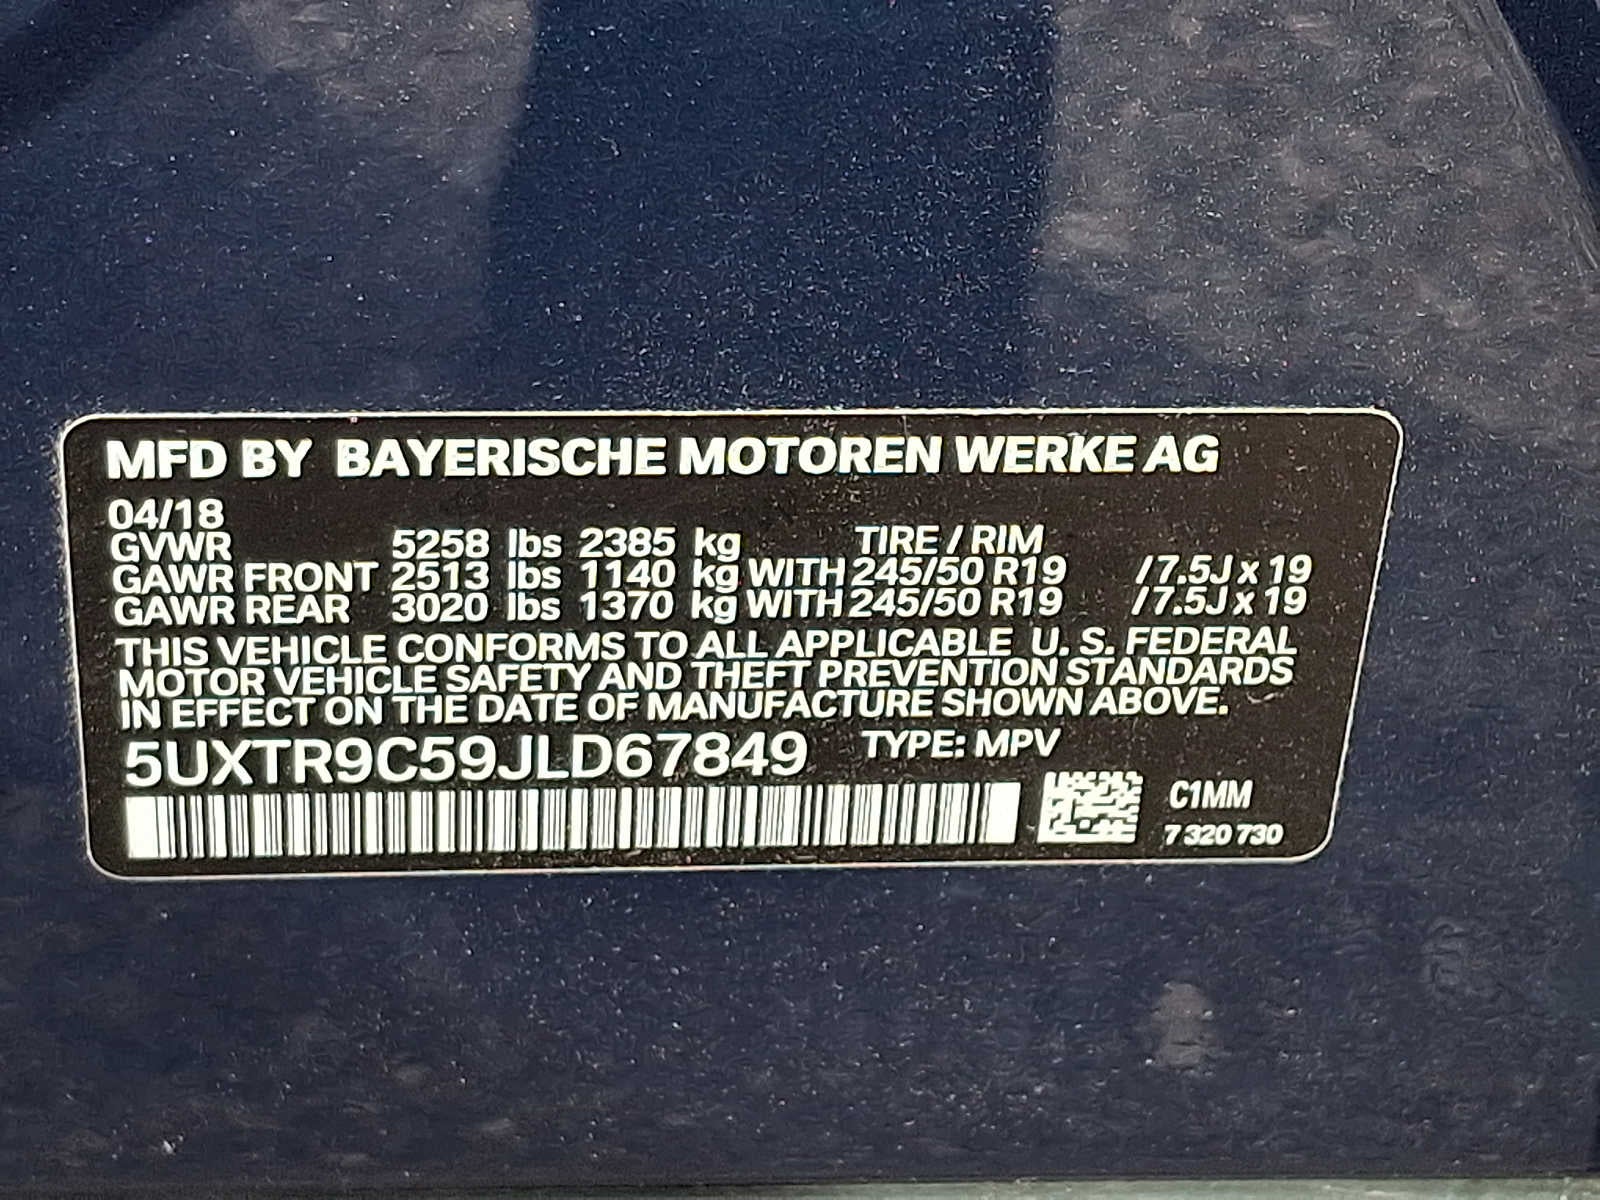 MFD BY BAYERISCHE MOTOREN WERKE AG
04/18
GVWR 5258 lbs 2385 kg TIRE / RIM
GAWR FRONT 2513 lbs 1140 kg WITH 245/50 R19 / 7.5J x 19
GAWR REAR 3020 lbs 1370 kg WITH 245/50 R19 / 7.5J x 19
THIS VEHICLE CONFORMS TO ALL APPLICABLE U. S. FEDERAL
MOTOR VEHICLE SAFETY AND THEFT PREVENTION STANDARDS
IN EFFECT ON THE DATE OF MANUFACTURE SHOWN ABOVE.
5UXTR9C59JLD67849 TYPE: MPV
C1MM
7 320 730